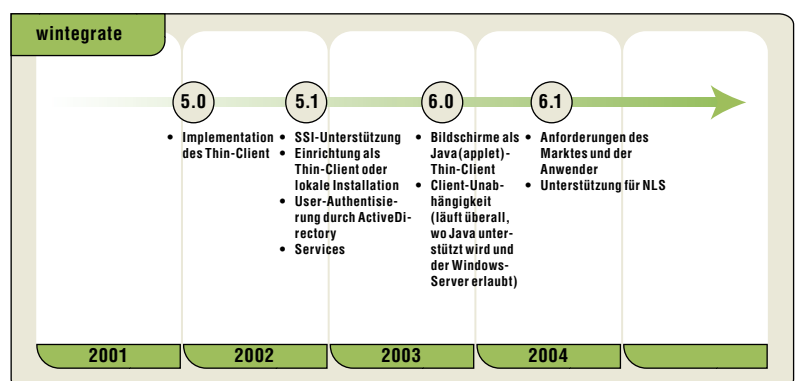 wintegrate
5.0
5.1
6.0
6.1
• Implementation
des Thin-Client
• SSI-Unterstützung
• Einrichtung als
Thin-Client oder
lokale Installation
• User-Authentisie-
rung durch ActiveDi-
rectory
• Services
• Bildschirme als
Java(applet)-
Thin-Client
• Client-Unab-
hängigkeit
(läuft überall,
wo Java unter-
stützt wird und
der Windows-
Server erlaubt)
• Anforderungen des
Marktes und der
Anwender
• Unterstützung für NLS
2001
2002
2003
2004